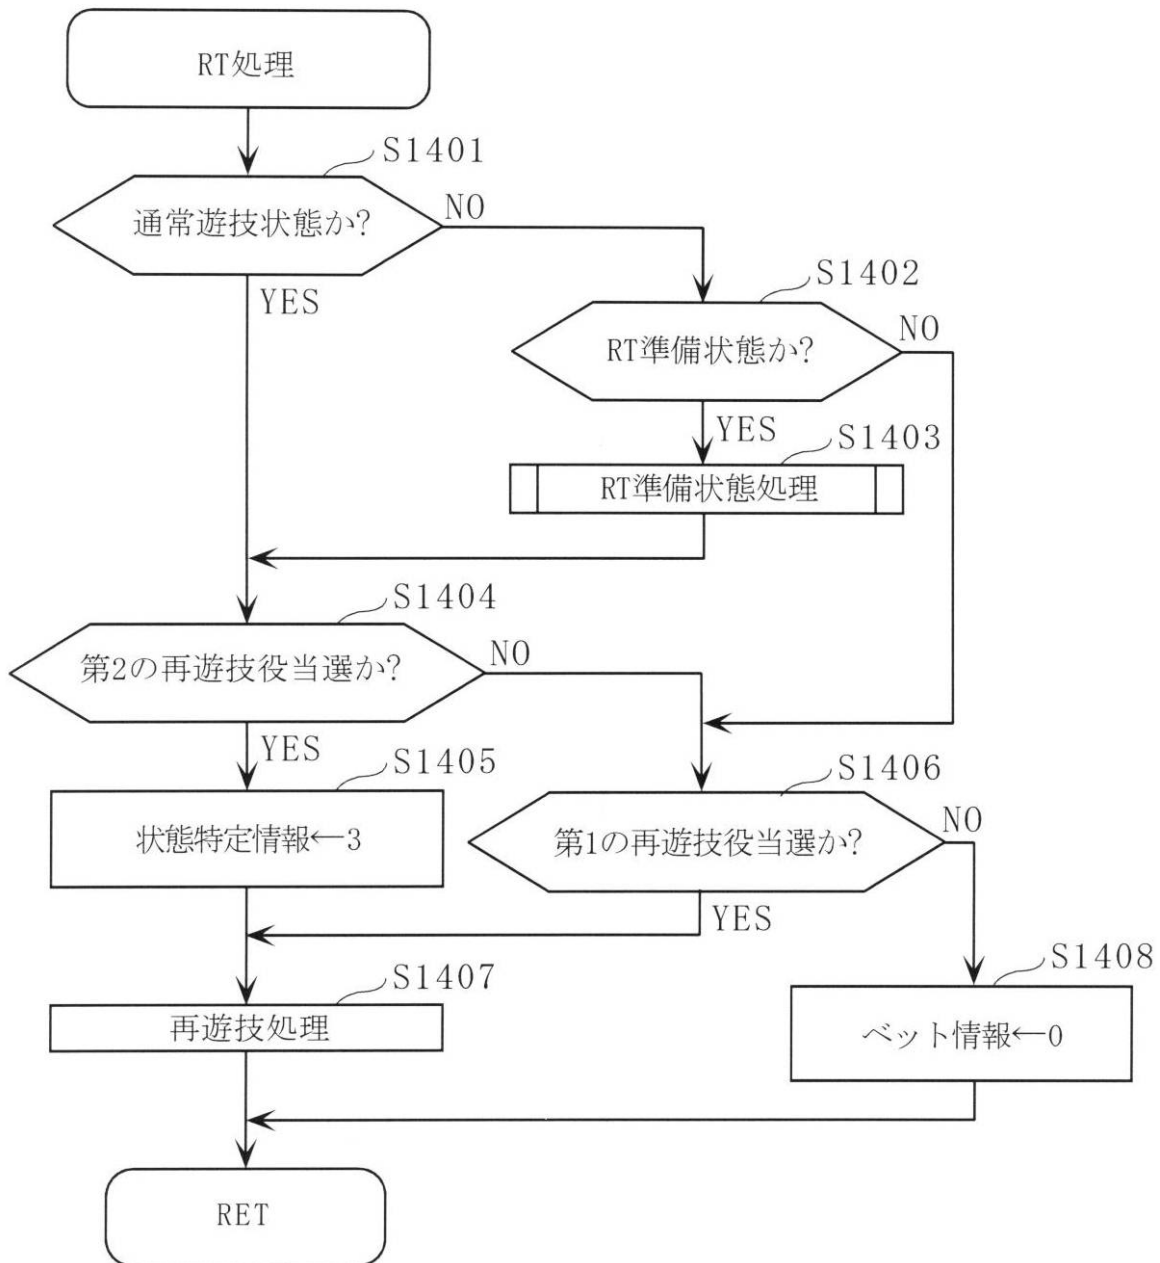 RT処理
S1401
通常遊技状態か?
NO
YES
S1402
RT準備状態か?
NO
YES
S1403
RT準備状態処理
S1404
第2の再遊技役当選か?
NO
YES
S1405
状態特定情報←3
S1406
第1の再遊技役当選か?
NO
YES
S1407
再遊技処理
S1408
ベット情報←0
RET